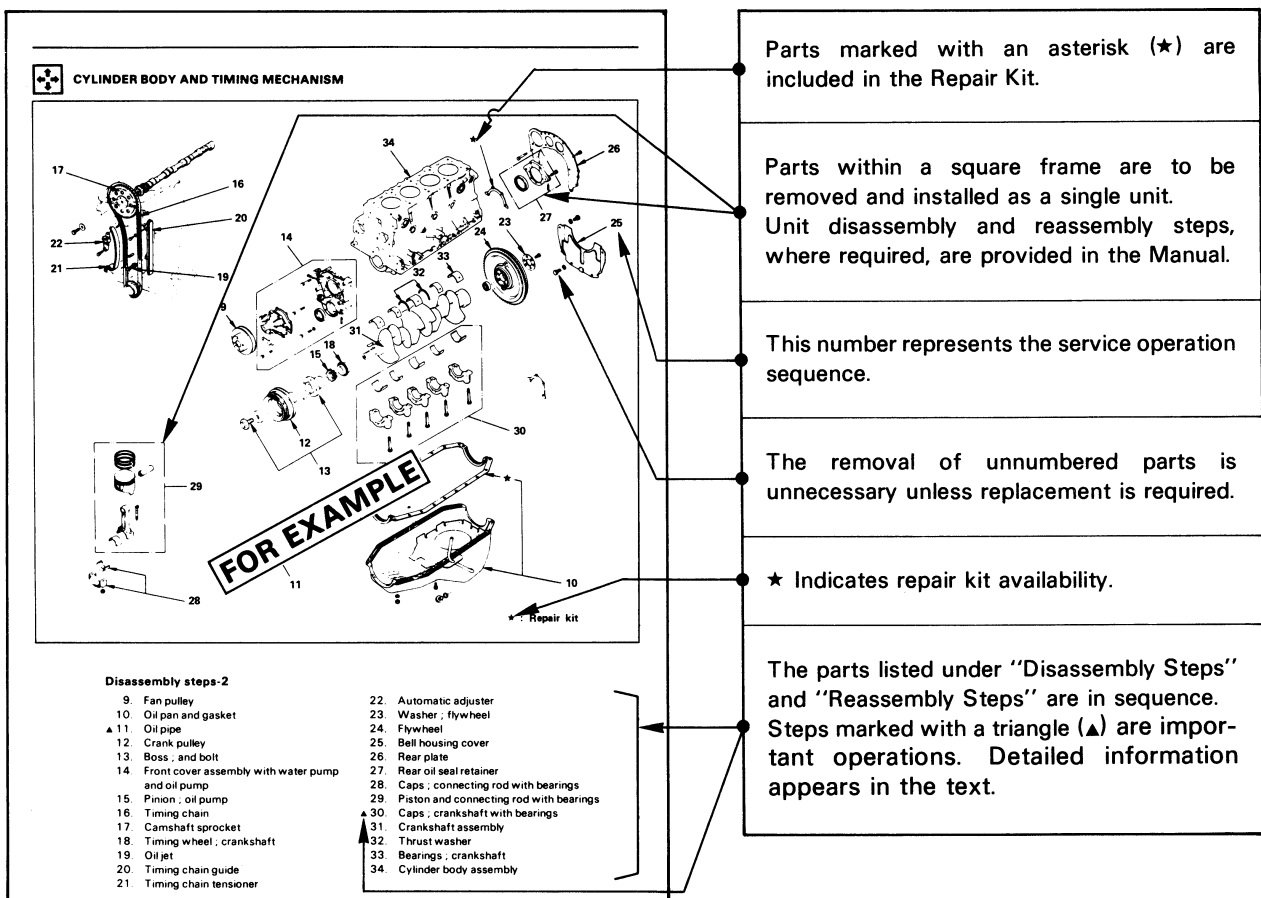 CYLINDER BODY AND TIMING MECHANISM
34
26
17
16
20
27
23
25
22
24
14
33
21
19
32
9
31
18
15
12
30
13
29
FOR EXAMPLE
11
10
28
★
★
★ : Repair kit
Disassembly steps-2
9. Fan pulley
10. Oil pan and gasket
▲ 11. Oil pipe
12. Crank pulley
13. Boss ; and bolt
14. Front cover assembly with water pump
and oil pump
15. Pinion ; oil pump
16. Timing chain
17. Camshaft sprocket
18. Timing wheel ; crankshaft
19. Oil jet
20. Timing chain guide
21. Timing chain tensioner
22. Automatic adjuster
23. Washer ; flywheel
24. Flywheel
25. Bell housing cover
26. Rear plate
27. Rear oil seal retainer
28. Caps ; connecting rod with bearings
29. Piston and connecting rod with bearings
▲ 30. Caps ; crankshaft with bearings
31. Crankshaft assembly
32. Thrust washer
33. Bearings ; crankshaft
34. Cylinder body assembly
Parts marked with an asterisk (★) are
included in the Repair Kit.
Parts within a square frame are to be
removed and installed as a single unit.
Unit disassembly and reassembly steps,
where required, are provided in the Manual.
This number represents the service operation
sequence.
The removal of unnumbered parts is
unnecessary unless replacement is required.
★ Indicates repair kit availability.
The parts listed under "Disassembly Steps"
and "Reassembly Steps" are in sequence.
Steps marked with a triangle (▲) are impor-
tant operations. Detailed information
appears in the text.